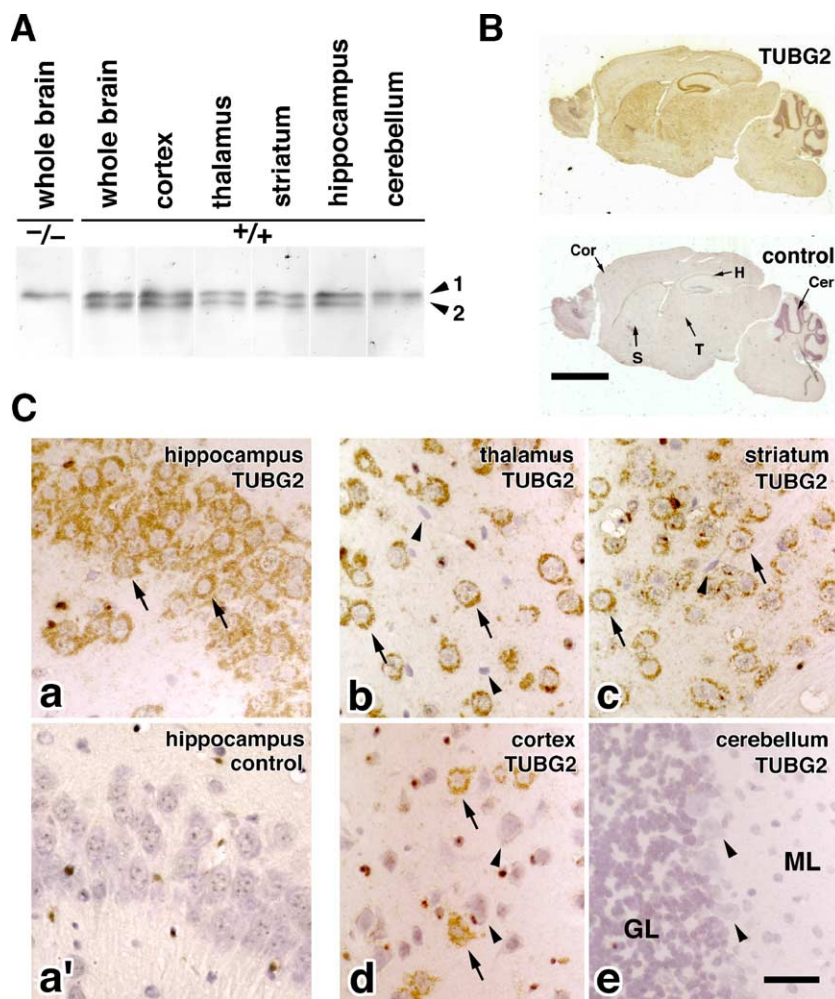 A
whole brain
whole brain
cortex
thalamus
striatum
hippocampus
cerebellum
−/−
+/+
1
2
B
TUBG2
control
Cor
H
Cer
S
T
C
hippocampus
TUBG2
a
thalamus
TUBG2
b
striatum
TUBG2
c
hippocampus
control
a'
cortex
TUBG2
d
cerebellum
TUBG2
ML
GL
e